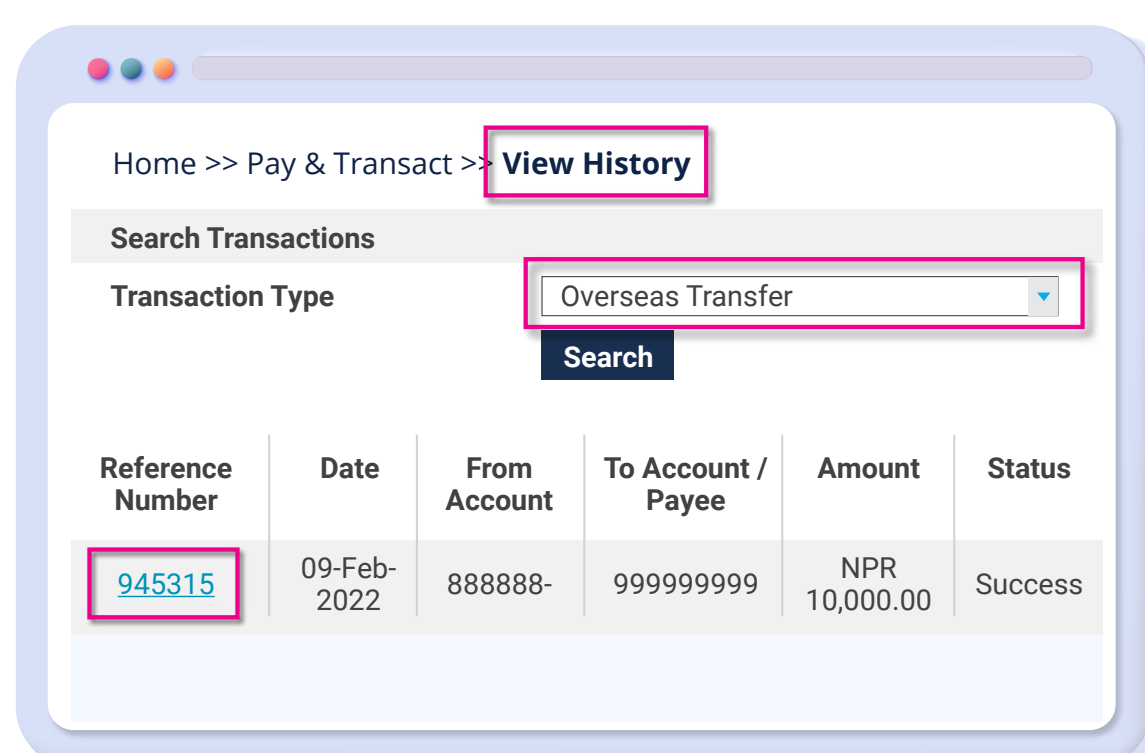 Home >> Pay & Transact >> View History
Search Transactions
Transaction Type
Overseas Transfer
Search
Reference Number
Date
From Account
To Account / Payee
Amount
Status
945315
09-Feb-2022
888888-
999999999
NPR 10,000.00
Success